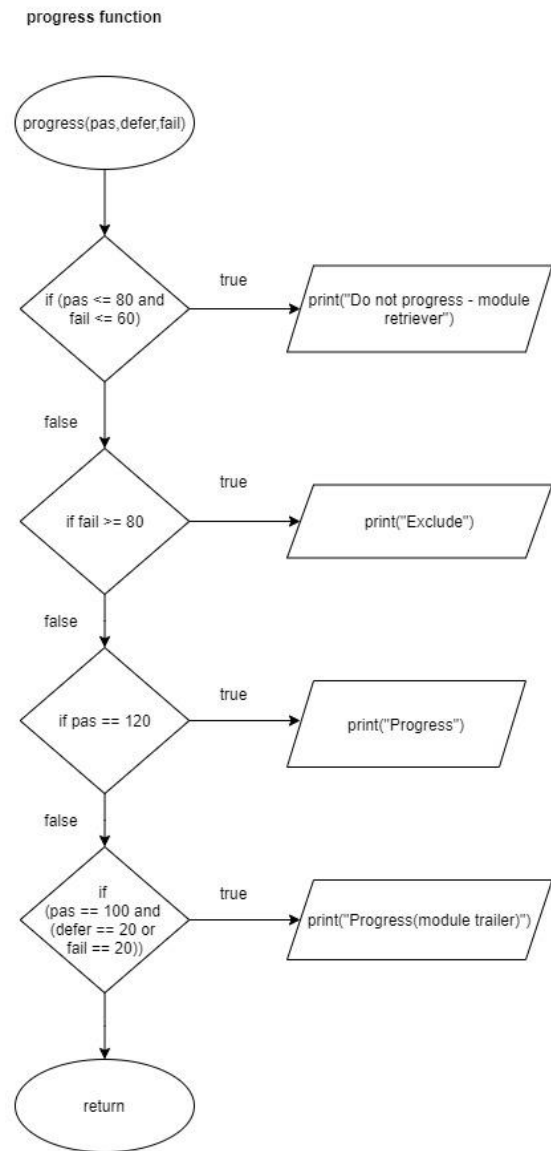 progress function
progress(pas,defer,fail)
if (pas <= 80 and
fail <= 60)
true
print("Do not progress - module
retriever")
false
if fail >= 80
true
print("Exclude")
false
if pas == 120
true
print("Progress")
false
if
(pas == 100 and
(defer == 20 or
fail == 20))
true
print("Progress(module trailer)")
return